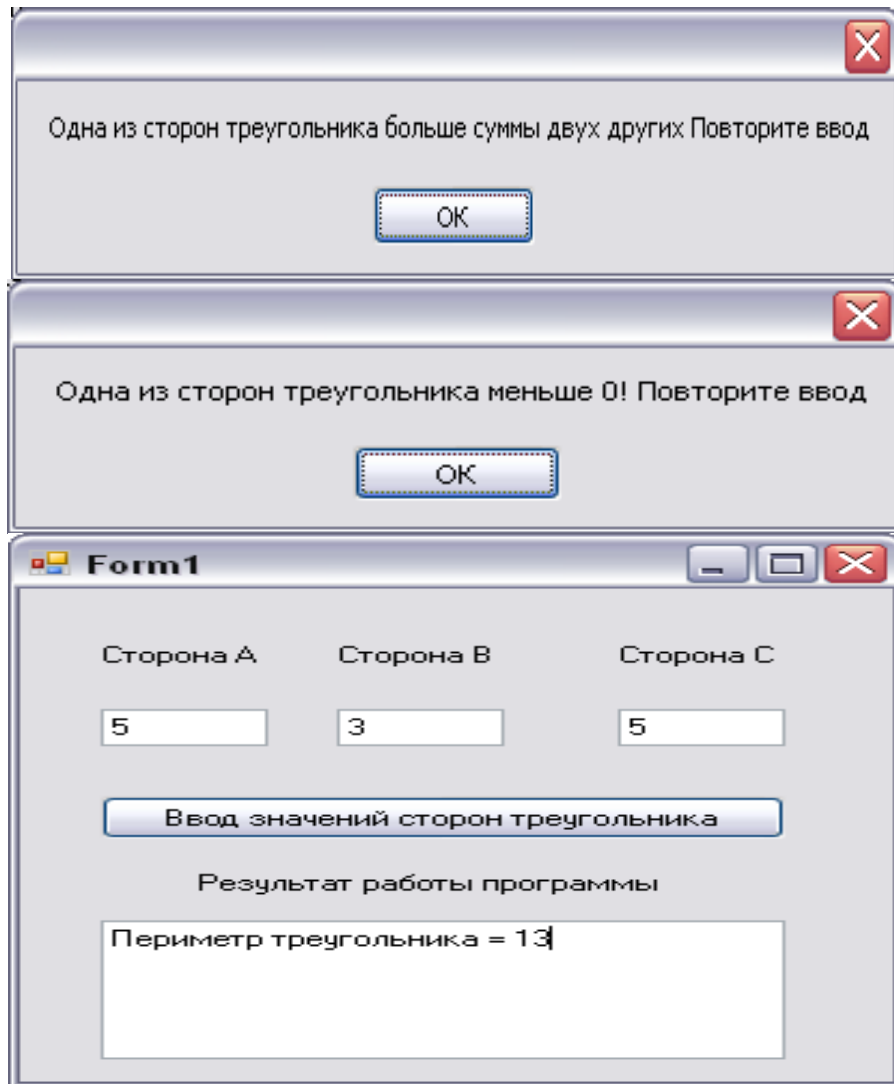 Одна из сторон треугольника больше суммы двух других Повторите ввод
OK
Одна из сторон треугольника меньше 0! Повторите ввод
OK
Form1
Сторона A Сторона B Сторона C
5 3 5
Ввод значений сторон треугольника
Результат работы программы
Периметр треугольника = 13